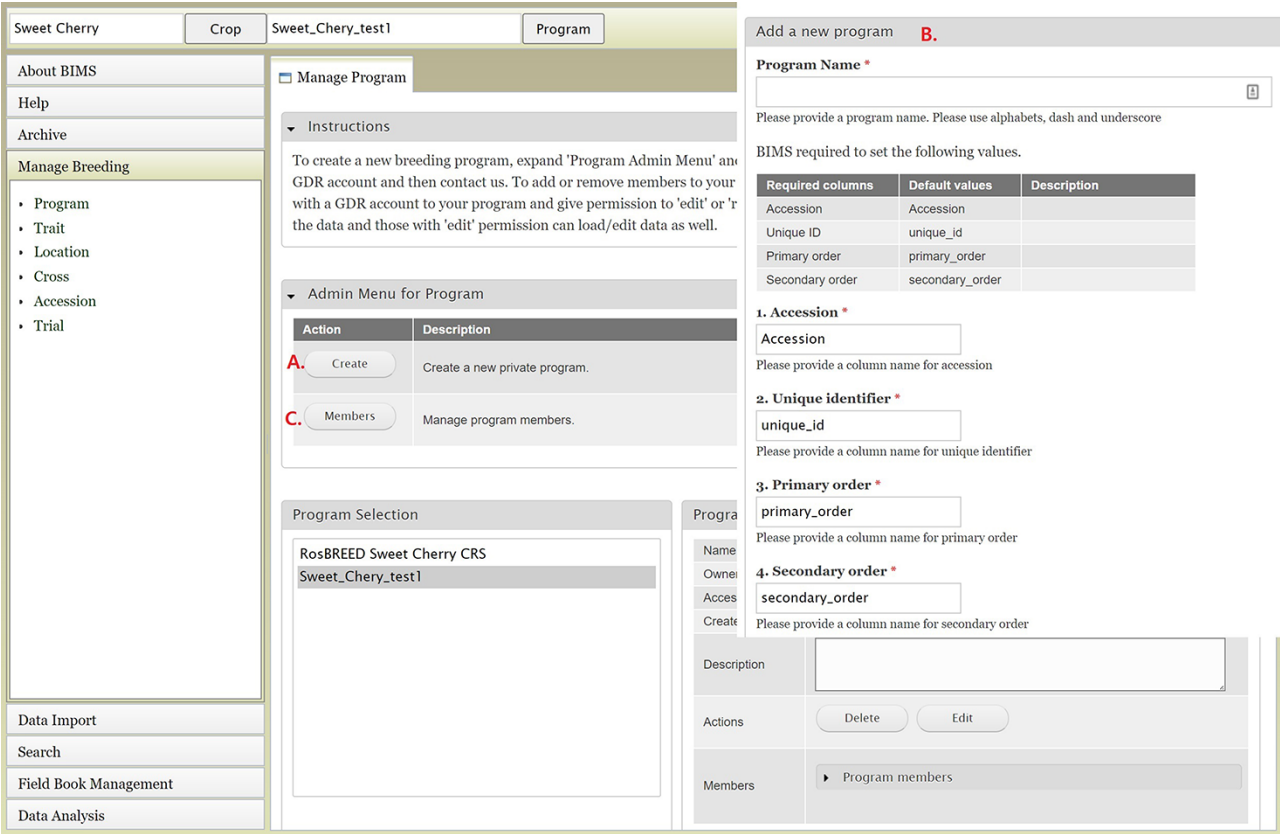 Sweet Cherry
Crop
Sweet_Chery_test1
Program
About BIMS
Help
Archive
Manage Breeding
Program
Trait
Location
Cross
Accession
Trial
Data Import
Search
Field Book Management
Data Analysis
Manage Program
Instructions
To create a new breeding program, expand 'Program Admin Menu' and
GDR account and then contact us. To add or remove members to your
with a GDR account to your program and give permission to 'edit' or 'r
the data and those with 'edit' permission can load/edit data as well.
Admin Menu for Program
Action Description
A. Create Create a new private program.
C. Members Manage program members.
Program Selection
RosBREED Sweet Cherry CRS
Sweet_Chery_test1
Progra
Name
Owne
Acces
Create
Description
Actions Delete Edit
Members Program members
Add a new program B.
Program Name *
Please provide a program name. Please use alphabets, dash and underscore
BIMS required to set the following values.
Required columns Default values Description
Accession Accession
Unique ID unique_id
Primary order primary_order
Secondary order secondary_order
1. Accession *
Accession
Please provide a column name for accession
2. Unique identifier *
unique_id
Please provide a column name for unique identifier
3. Primary order *
primary_order
Please provide a column name for primary order
4. Secondary order *
secondary_order
Please provide a column name for secondary order